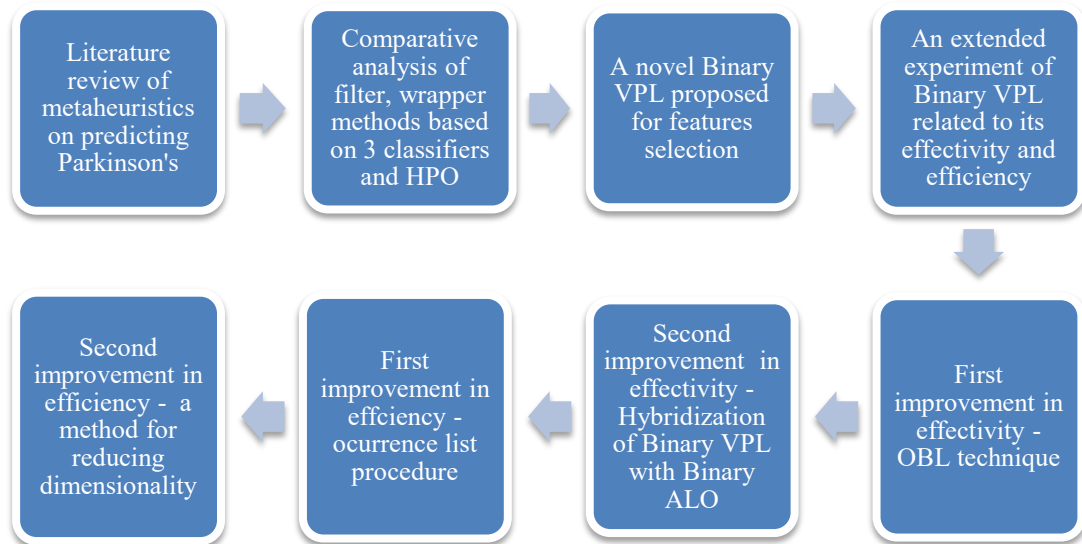 Literature
review of
metaheuristics
on predicting
Parkinson's
Comparative
analysis of
filter, wrapper
methods based
on 3 classifiers
and HPO
A novel Binary
VPL proposed
for features
selection
An extended
experiment of
Binary VPL
related to its
effectivity and
efficiency
First
improvement in
effectivity -
OBL technique
Second
improvement in
effectivity -
Hybridization
of Binary VPL
with Binary
ALO
First
improvement in
effciency -
ocurrence list
procedure
Second
improvement in
efficiency - a
method for
reducing
dimensionality